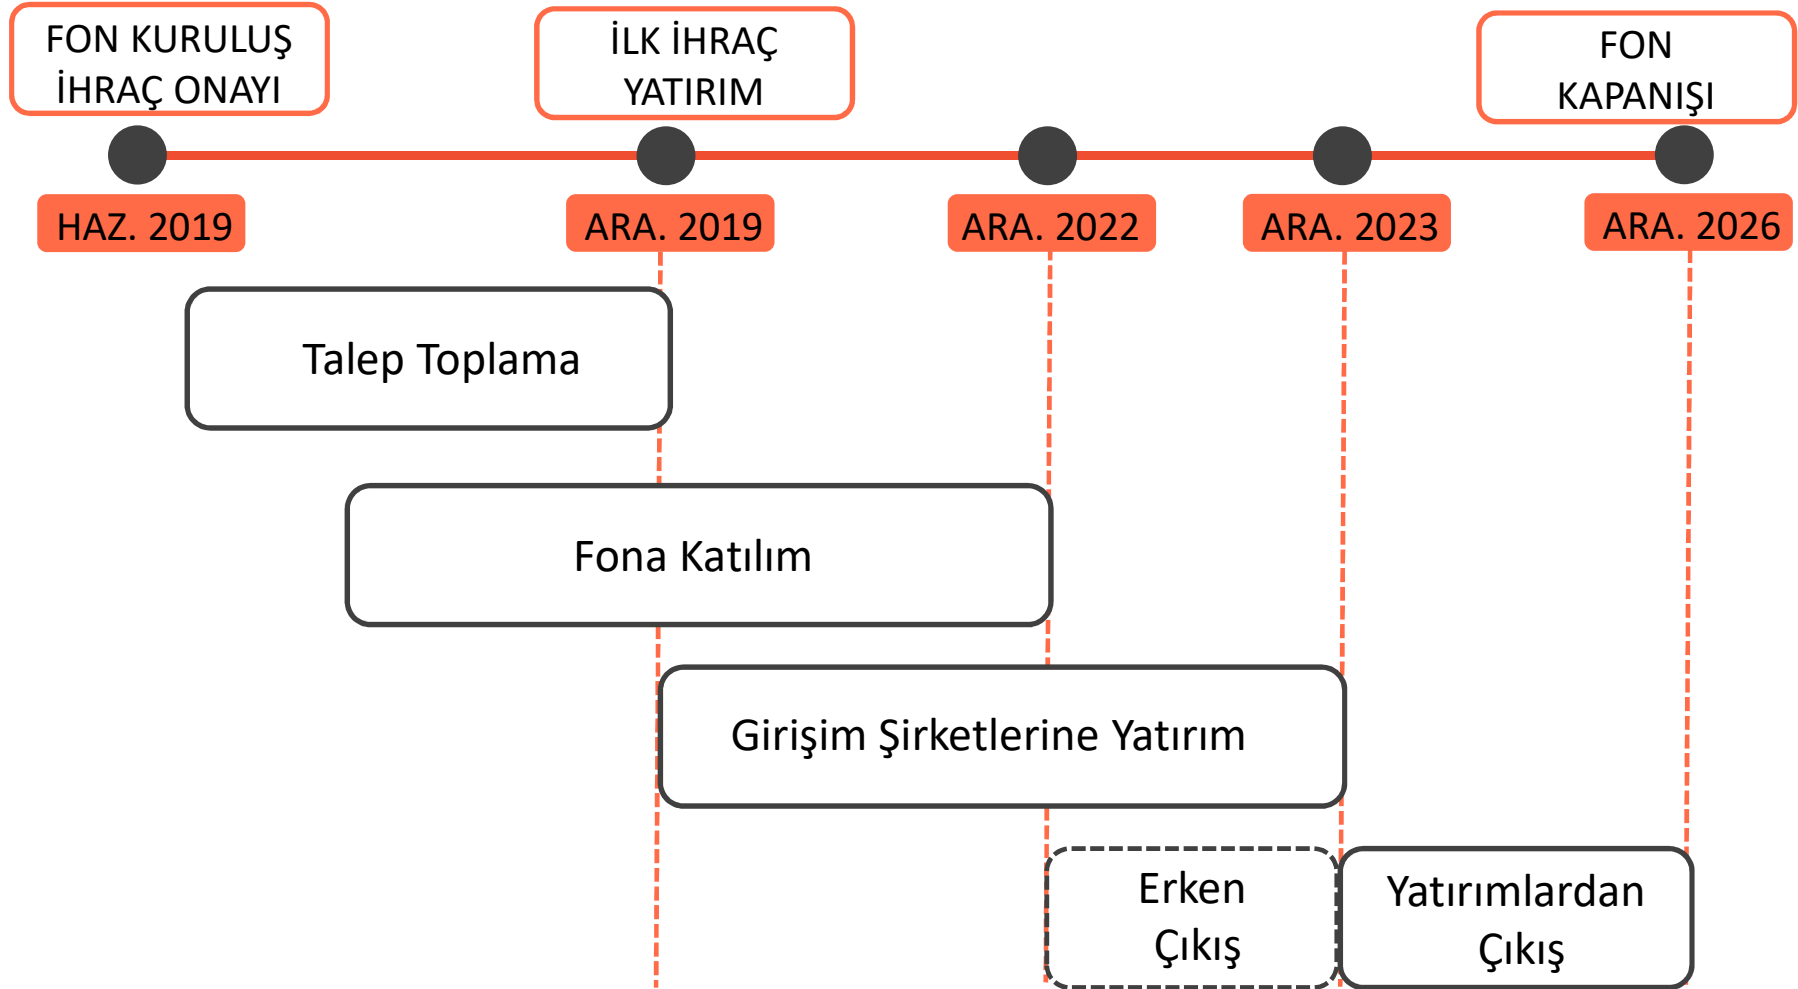 FON KURULUŞ
İHRAÇ ONAYI
İLK İHRAÇ
YATIRIM
FON
KAPANIŞI
HAZ. 2019
ARA. 2019
ARA. 2022
ARA. 2023
ARA. 2026
Talep Toplama
Fona Katılım
Girişim Şirketlerine Yatırım
Erken
Çıkış
Yatırımlardan
Çıkış